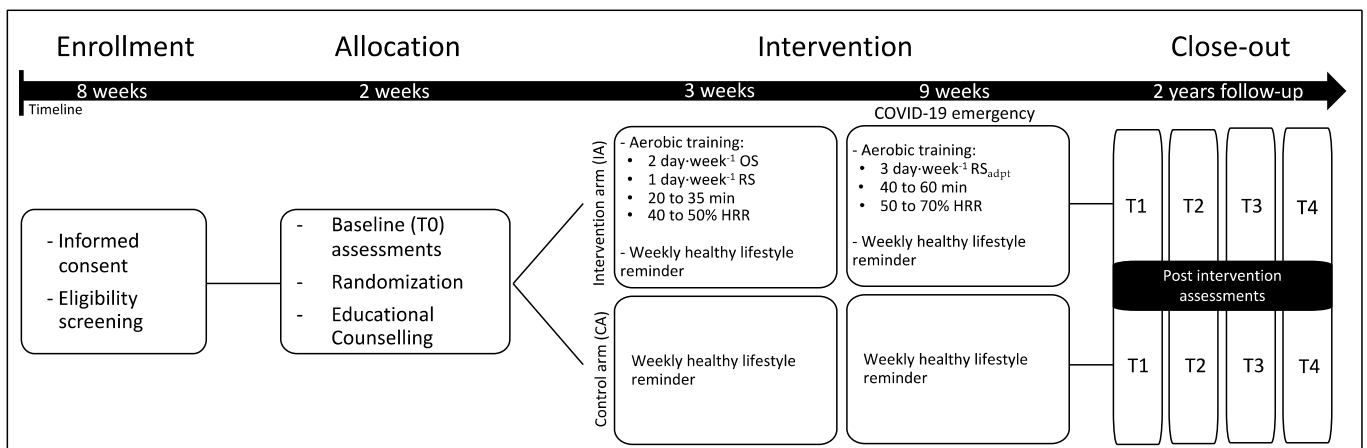 Enrollment
Allocation
Intervention
Close-out
8 weeks
2 weeks
3 weeks
9 weeks
2 years follow-up
Timeline
COVID-19 emergency
- Informed
consent
- Eligibility
screening
- Baseline (T0)
assessments
- Randomization
- Educational
Counselling
Intervention arm (IA)
- Aerobic training:
• 2 day·week⁻¹ OS
• 1 day·week⁻¹ RS
• 20 to 35 min
• 40 to 50% HRR
- Weekly healthy lifestyle
reminder
- Aerobic training:
• 3 day·week⁻¹ RSadpt
• 40 to 60 min
• 50 to 70% HRR
- Weekly healthy lifestyle
reminder
T1 T2 T3 T4
Post intervention
assessments
Control arm (CA)
Weekly healthy lifestyle
reminder
Weekly healthy lifestyle
reminder
T1 T2 T3 T4